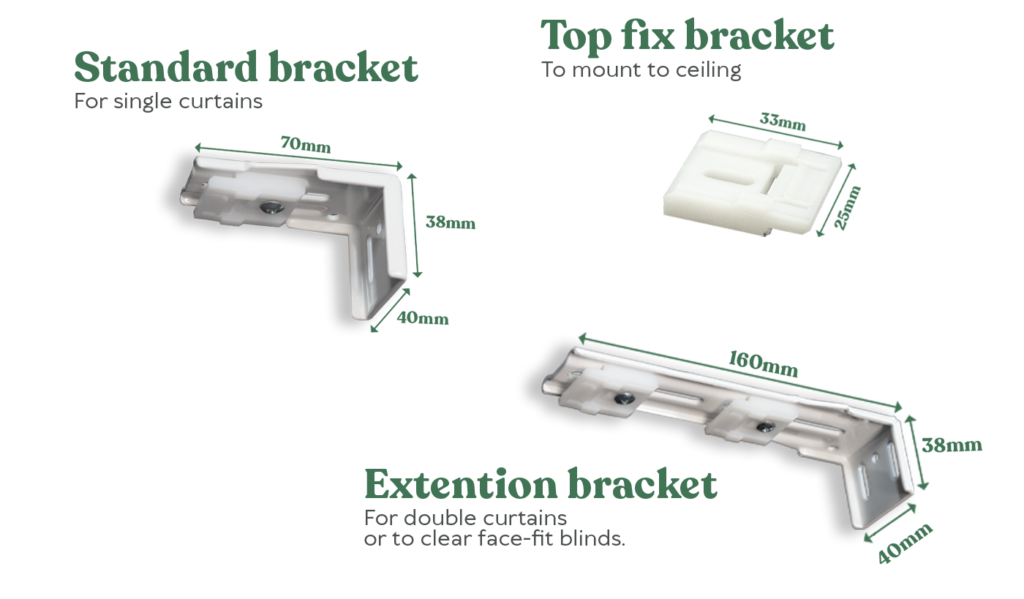 Top fix bracket
To mount to ceiling
33mm
25mm
Standard bracket
For single curtains
70mm
38mm
40mm
160mm
38mm
40mm
Extention bracket
For double curtains
or to clear face-fit blinds.